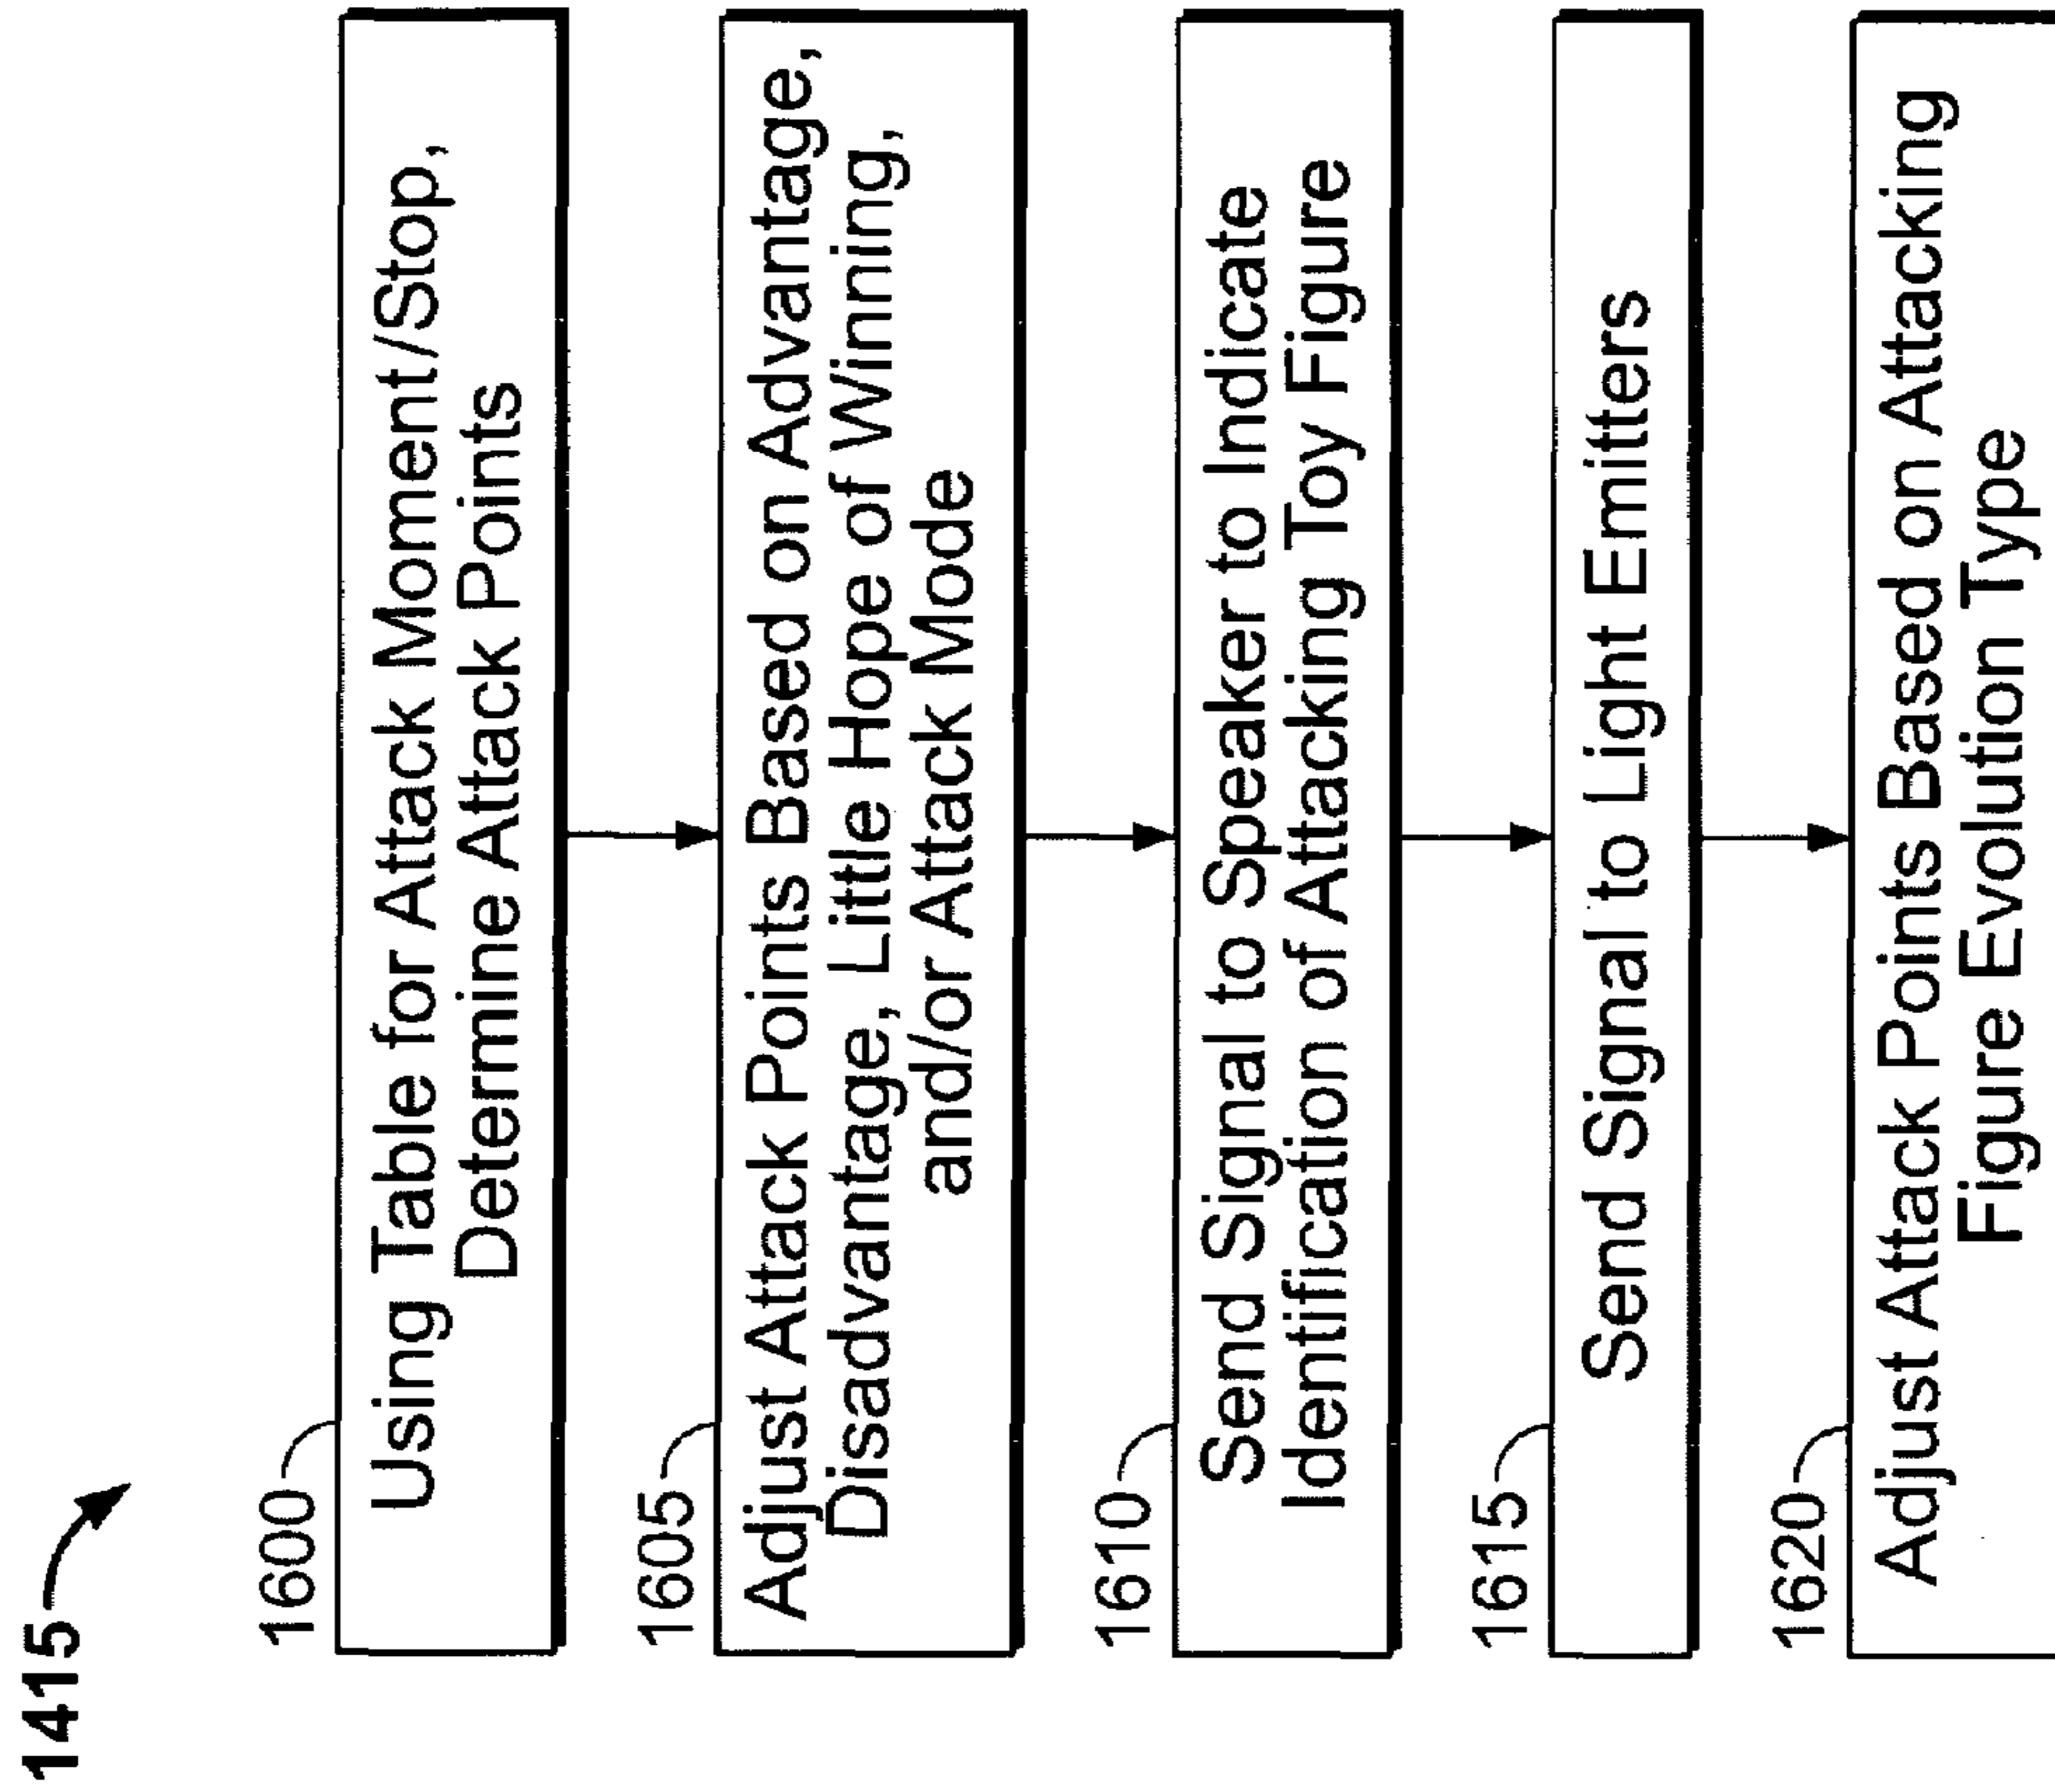 1415
1600
Using Table for Attack Moment/Stop,
Determine Attack Points
1605
Adjust Attack Points Based on Advantage,
Disadvantage, Little Hope of Winning,
and/or Attack Mode
1610
Send Signal to Speaker to Indicate
Identification of Attacking Toy Figure
1615
Send Signal to Light Emitters
1620
Adjust Attack Points Based on Attacking
Figure Evolution Type